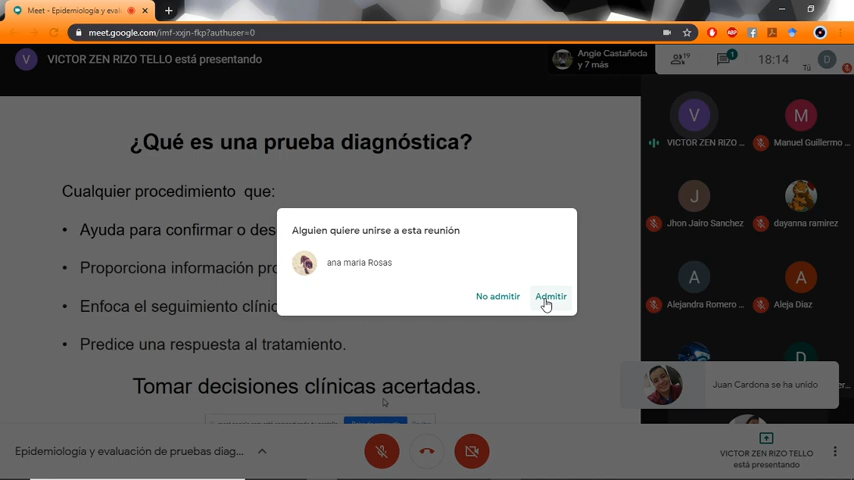 Meet - Epidemiología y eval
meet.google.com/imf-xxjn-fkp?authuser=0
V
VICTOR ZEN RIZO TELLO está presentando
Angie Castañeda
y 7 más
19
1
18:14
Tú
D
¿Qué es una prueba diagnóstica?
Cualquier procedimiento que:
• Ayuda para confirmar o des
• Proporciona información pro
• Enfoca el seguimiento clínic
• Predice una respuesta al tratamiento.
Tomar decisiones clínicas acertadas.
Alguien quiere unirse a esta reunión
ana maria Rosas
No admitir
Admitir
V
M
VICTOR ZEN RIZO ...
Manuel Guillermo ...
J
Jhon Jairo Sanchez
dayanna ramirez
A
A
Alejandra Romero ...
Aleja Diaz
D
Juan Cardona se ha unido
Epidemiología y evaluación de pruebas diag...
VICTOR ZEN RIZO TELLO
está presentando